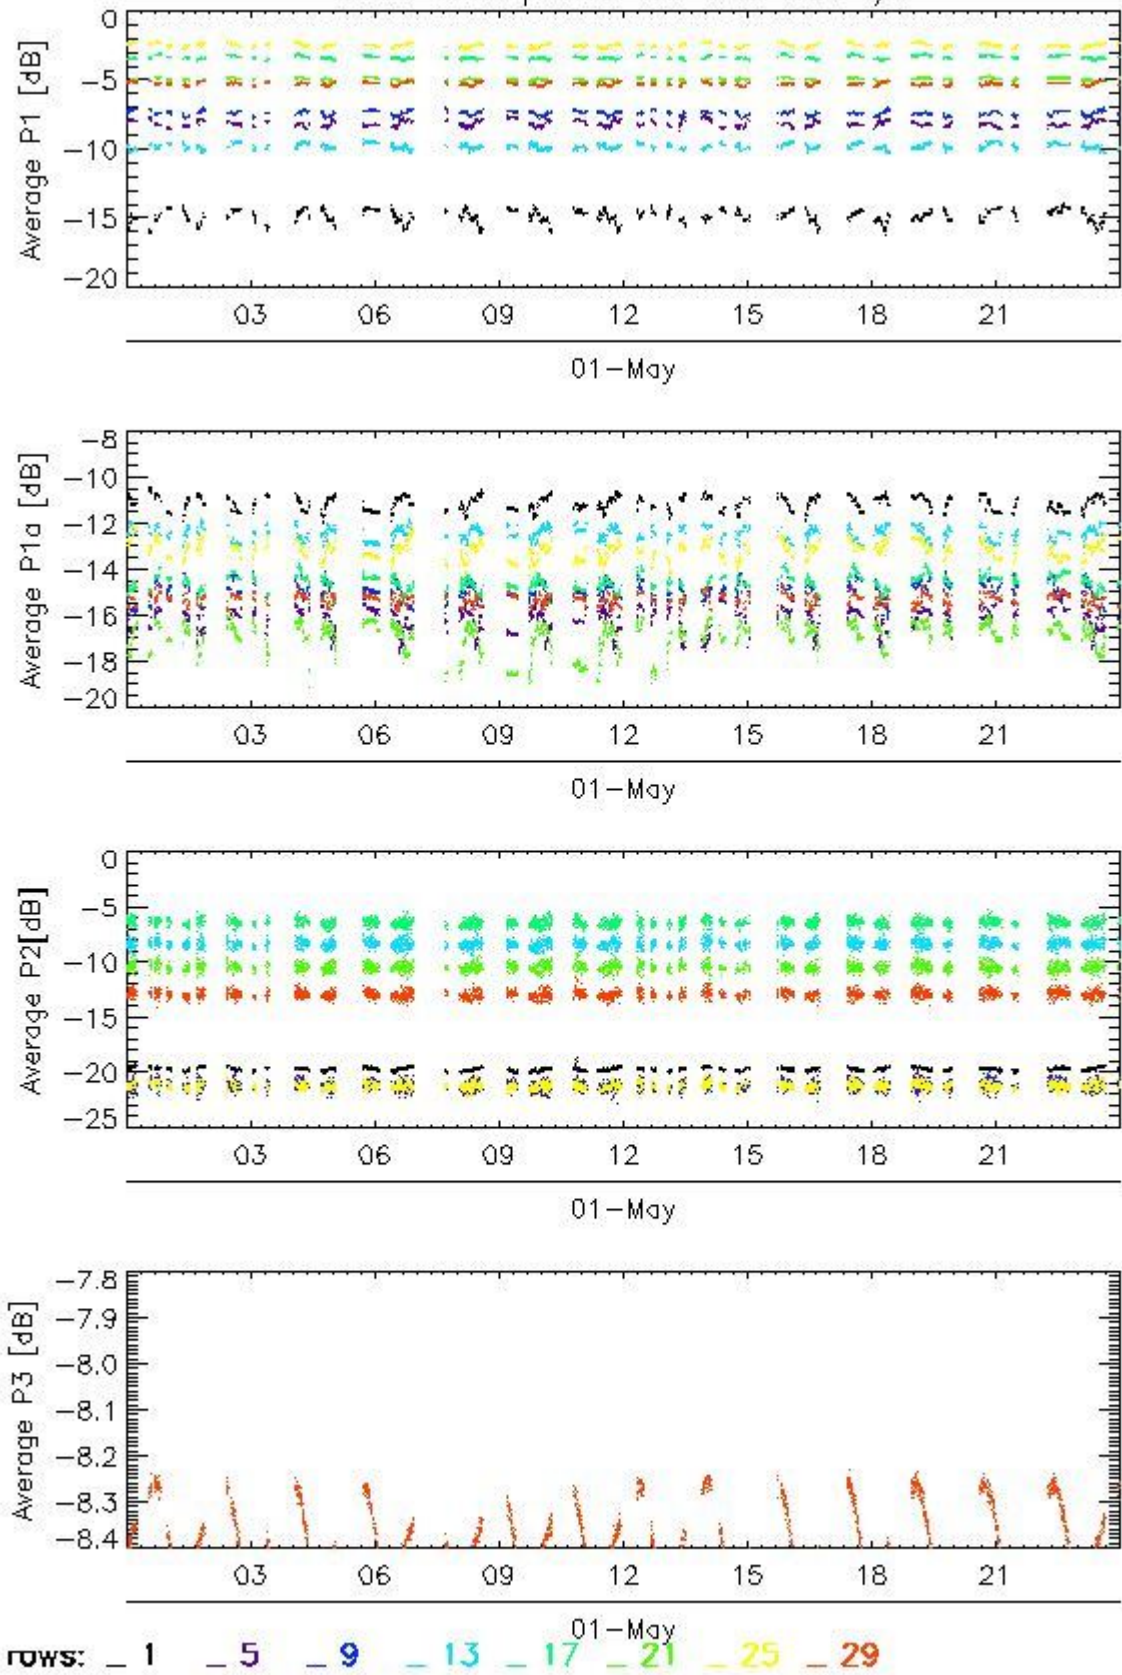 0
-5
-10
-15
-20
Average P1 [dB]
03 06 09 12 15 18 21
01-May
-8
-10
-12
-14
-16
-18
-20
Average P1a [dB]
03 06 09 12 15 18 21
01-May
0
-5
-10
-15
-20
-25
Average P2[dB]
03 06 09 12 15 18 21
01-May
-7.8
-7.9
-8.0
-8.1
-8.2
-8.3
-8.4
Average P3 [dB]
03 06 09 12 15 18 21
01-May
rows: _ 1 _ 5 _ 9 _ 13 _ 17 _ 21 _ 25 _ 29